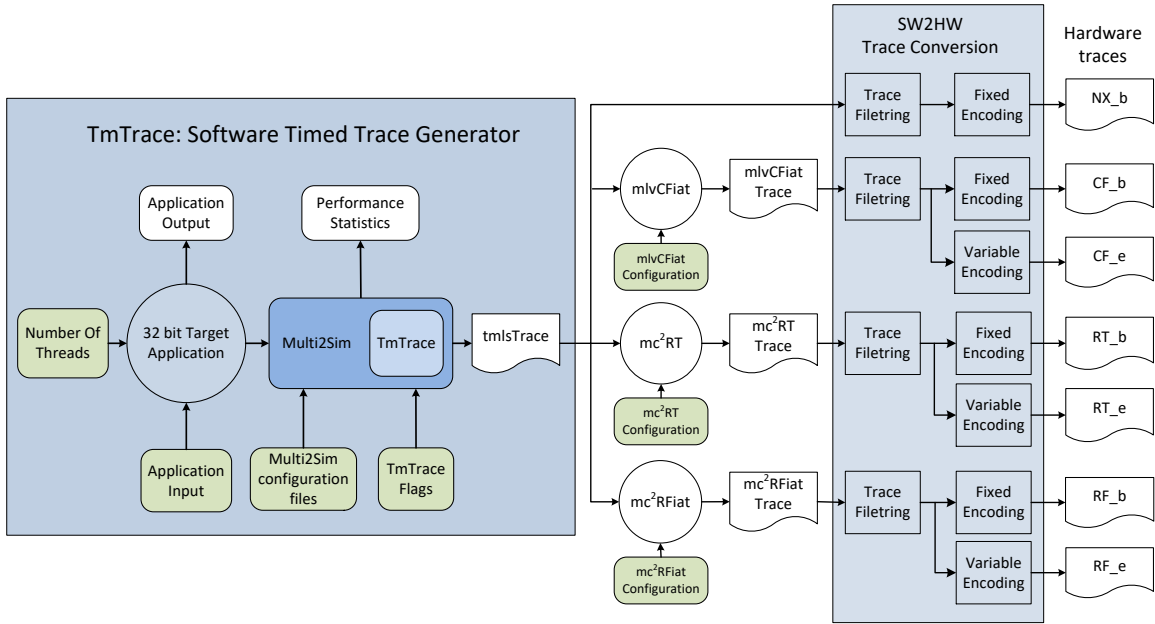 TmTrace: Software Timed Trace Generator
Application
Output
Performance
Statistics
Number Of
Threads
32 bit Target
Application
Multi2Sim
TmTrace
tmlsTrace
Application
Input
Multi2Sim
configuration
files
TmTrace
Flags
mlvCFiat
mlvCFiat
Configuration
mlvCFiat
Trace
mc²RT
mc²RT
Configuration
mc²RT
Trace
mc²RFiat
mc²RFiat
Configuration
mc²RFiat
Trace
SW2HW
Trace Conversion
Hardware
traces
Trace
Filetring
Fixed
Encoding
NX_b
Trace
Filetring
Fixed
Encoding
CF_b
Variable
Encoding
CF_e
Trace
Filetring
Fixed
Encoding
RT_b
Variable
Encoding
RT_e
Trace
Filetring
Fixed
Encoding
RF_b
Variable
Encoding
RF_e